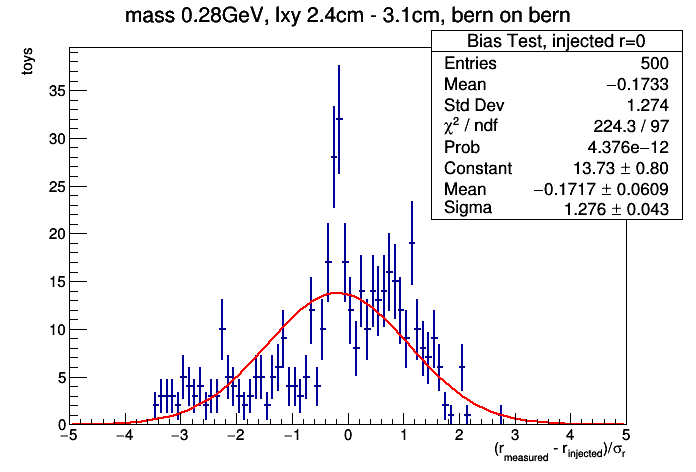 mass 0.28GeV, lxy 2.4cm - 3.1cm, bern on bern
Bias Test, injected r=0
Entries 500
Mean −0.1733
Std Dev 1.274
χ² / ndf 224.3 / 97
Prob 4.376e−12
Constant 13.73 ± 0.80
Mean −0.1717 ± 0.0609
Sigma 1.276 ± 0.043
toys
35
30
25
20
15
10
5
0
−5 −4 −3 −2 −1 0 1 2 3 4 5
(r_measured - r_injected)/σ_r